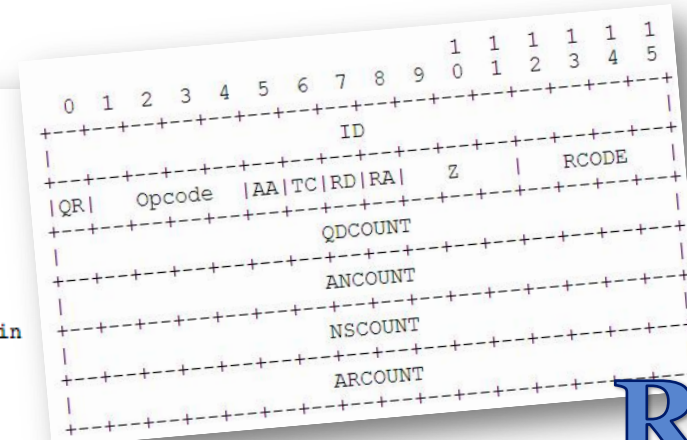 1 1 1 1 1 1
0 1 2 3 4 5 6 7 8 9 0 1 2 3 4 5
+--+--+--+--+--+--+--+--+--+--+--+--+--+--+--+--+
| ID |
+--+--+--+--+--+--+--+--+--+--+--+--+--+--+--+--+
|QR| Opcode |AA|TC|RD|RA| Z | RCODE |
+--+--+--+--+--+--+--+--+--+--+--+--+--+--+--+--+
| QDCOUNT |
+--+--+--+--+--+--+--+--+--+--+--+--+--+--+--+--+
| ANCOUNT |
+--+--+--+--+--+--+--+--+--+--+--+--+--+--+--+--+
| NSCOUNT |
+--+--+--+--+--+--+--+--+--+--+--+--+--+--+--+--+
| ARCOUNT |
+--+--+--+--+--+--+--+--+--+--+--+--+--+--+--+--+
in
R